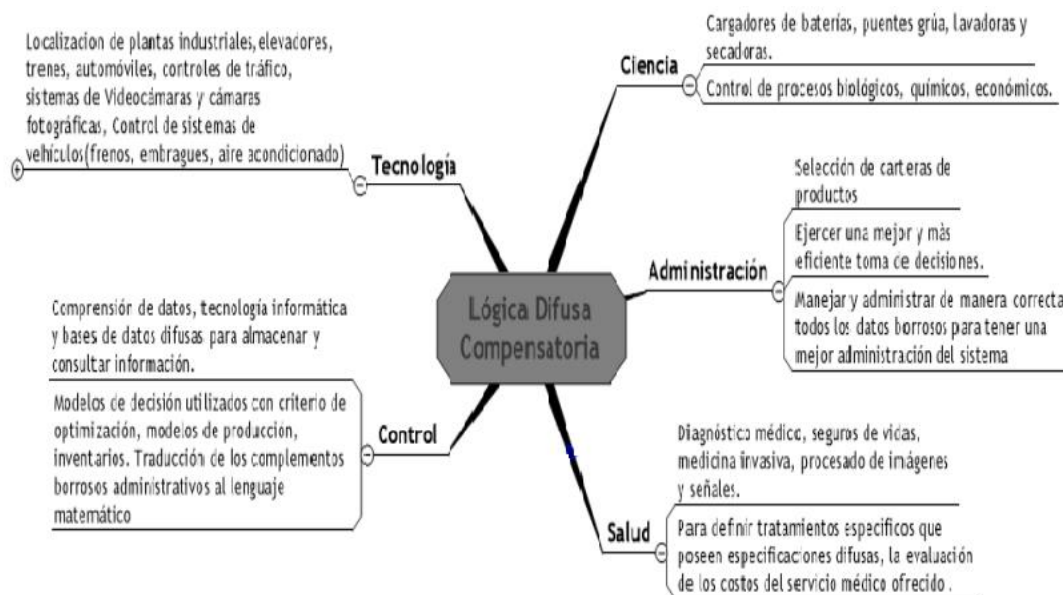 Lógica Difusa
Compensatoria
Ciencia
Cargadores de baterías, puentes grúa, lavadoras y
secadoras.
Control de procesos biológicos, químicos, económicos.
Administración
Selección de carteras de
productos
Ejercer una mejor y màs
eficiente toma de decisiones.
Manejar y administrar de manera correcta
todos los datos borrosos para tener una
mejor administración del sistema
Salud
Diagnóstico médico, seguros de vidas,
medicina invasiva, procesado de imágenes
y señales.
Para definir tratamientos especificos que
poseen especificaciones difusas, la evaluación
de los costos del servicio médico ofrecido .
Tecnología
Localizacion de plantas industriales, elevadores,
trenes, automóviles, controles de tráfico,
sistemas de Videocámaras y cámaras
fotográficas, Control de sistemas de
velhículos(frenos, embragues, aire acondicionado)
Control
Comprensión de datos, tecnología informática
y bases de datos difusas para almacenar y
consultar información.
Modelos de decisión utilizados con criterio de
optimización, modelos de producción,
inventarios. Traducción de los complementos
borrosos administrativos al lenguaje
matemático